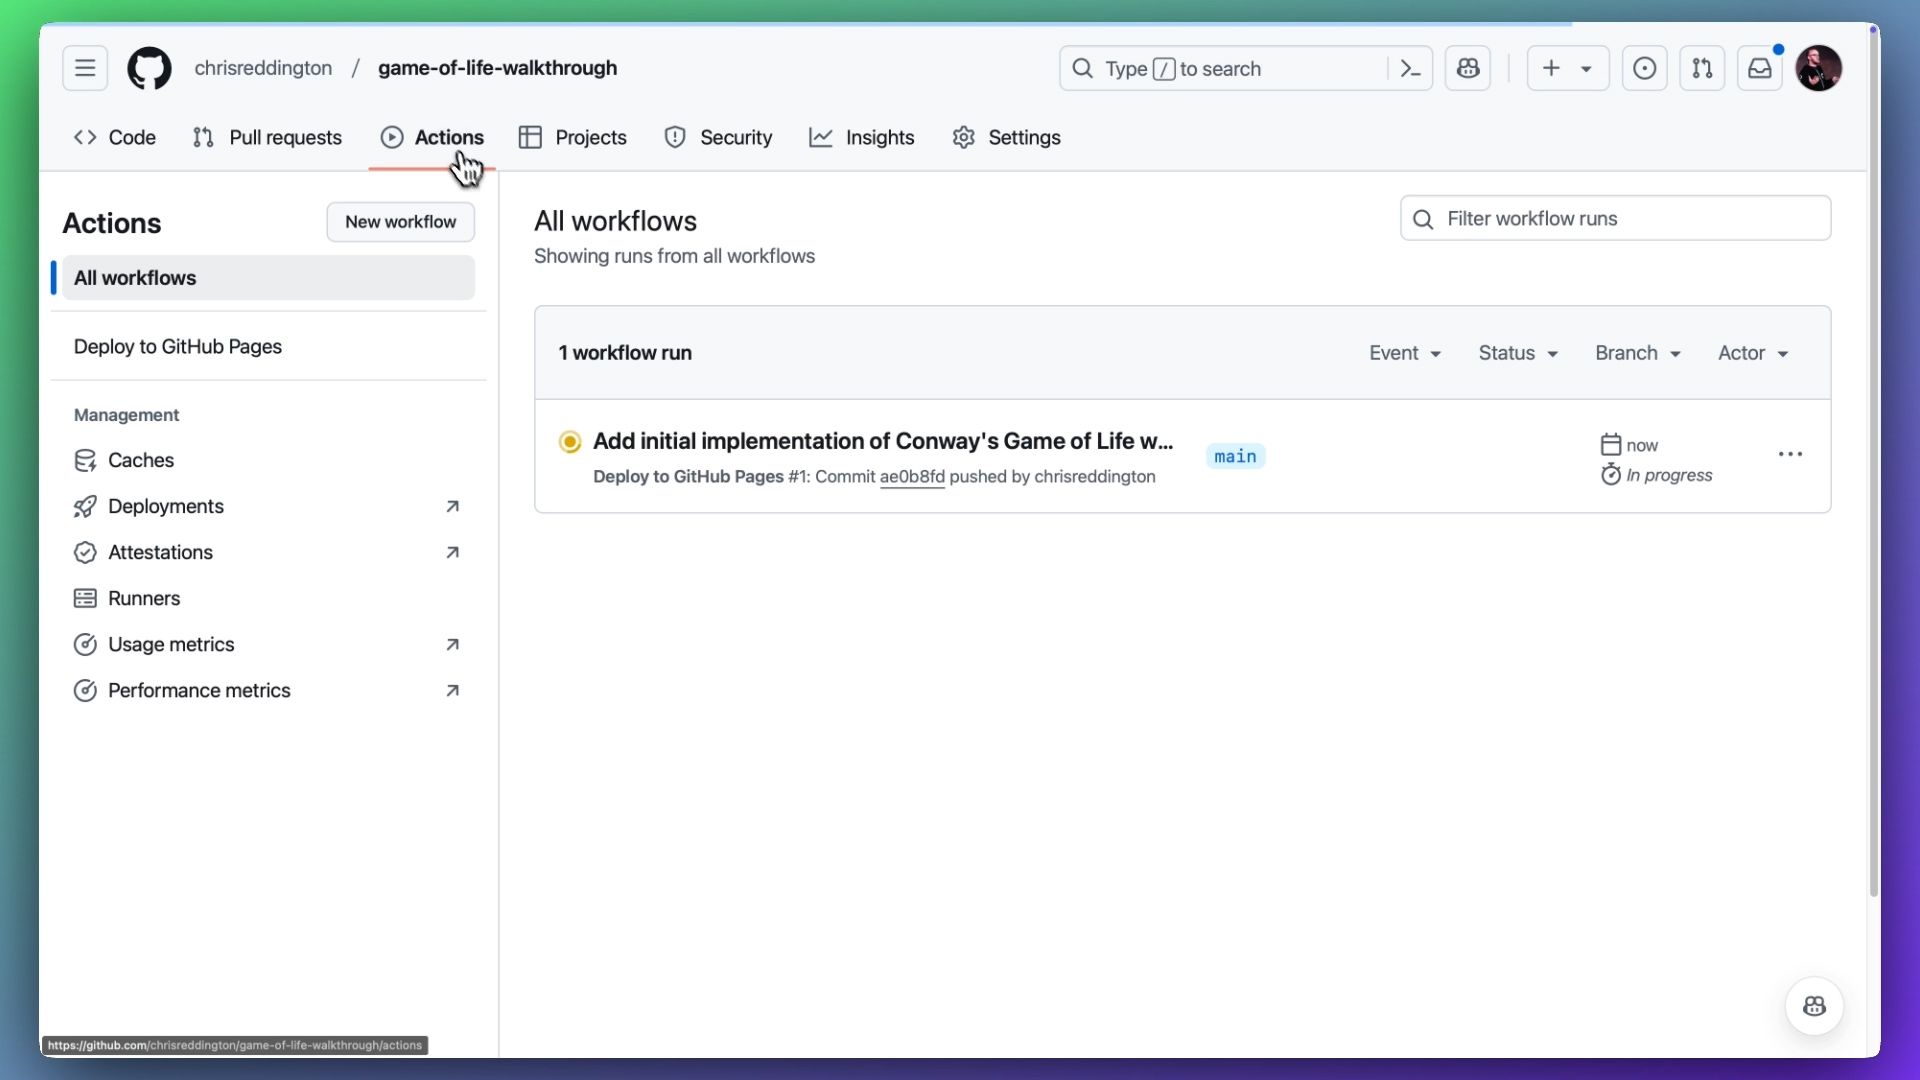 chrisreddington / game-of-life-walkthrough
Type / to search
Code
Pull requests
Actions
Projects
Security
Insights
Settings
Actions
New workflow
All workflows
Deploy to GitHub Pages
Management
Caches
Deployments
Attestations
Runners
Usage metrics
Performance metrics
All workflows
Showing runs from all workflows
Filter workflow runs
1 workflow run
Event
Status
Branch
Actor
Add initial implementation of Conway's Game of Life w...
Deploy to GitHub Pages #1: Commit ae0b8fd pushed by chrisreddington
main
now
In progress
https://github.com/chrisreddington/game-of-life-walkthrough/actions